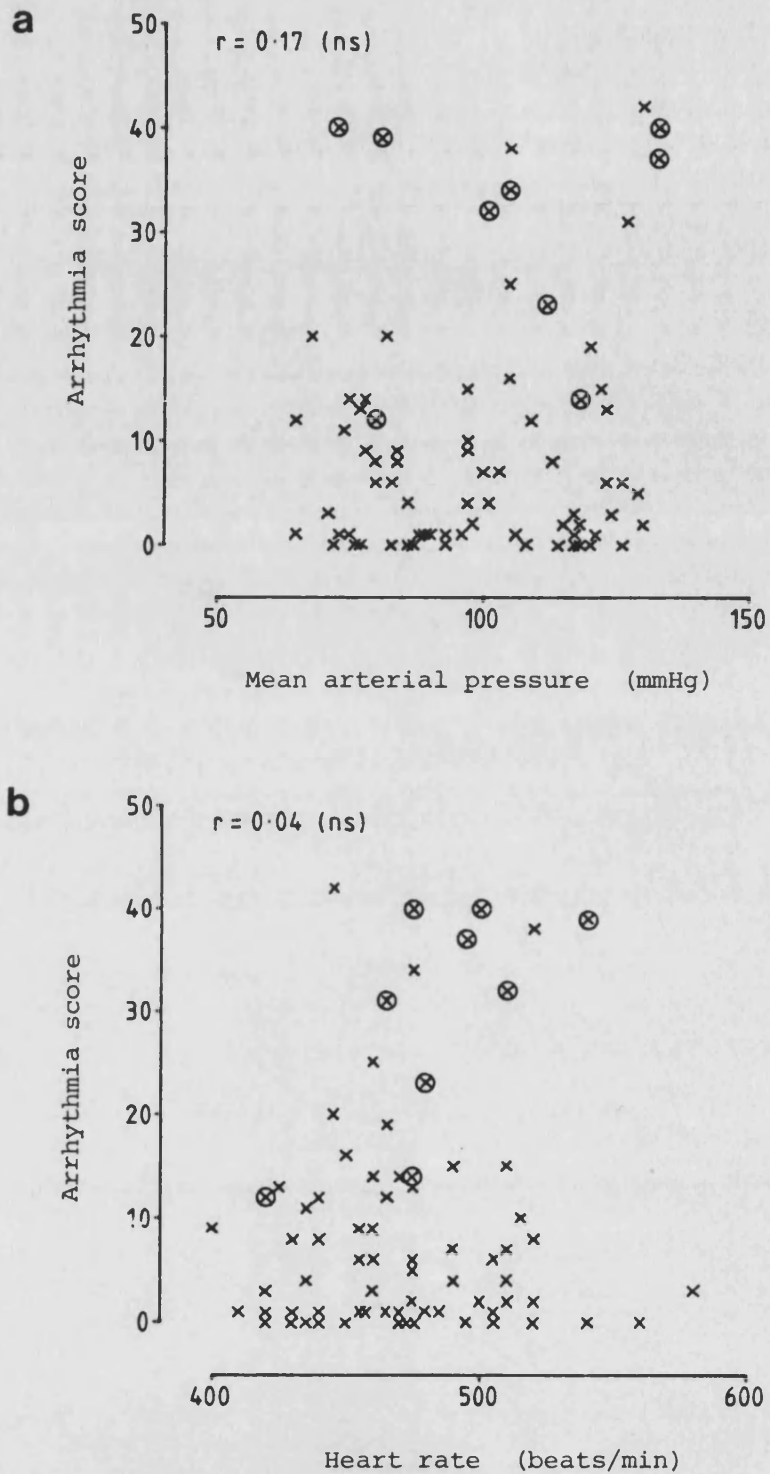 a
r = 0·17 (ns)
50
40
30
20
10
0
Arrhythmia score
50 100 150
Mean arterial pressure (mmHg)
b
r = 0·04 (ns)
50
40
30
20
10
0
Arrhythmia score
400 500 600
Heart rate (beats/min)